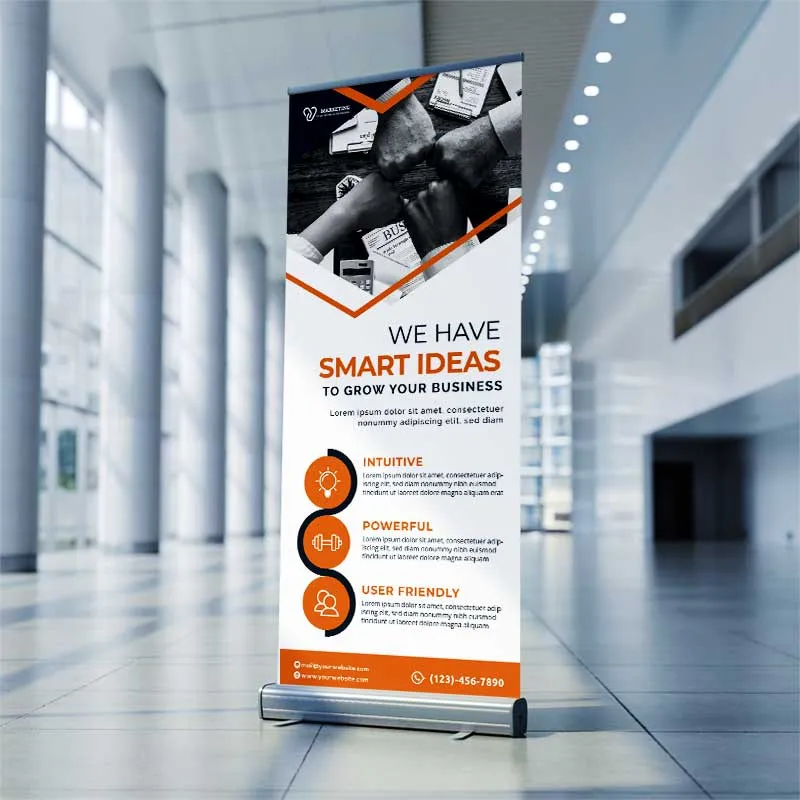 MARKETING
BUS
WE HAVE
SMART IDEAS
TO GROW YOUR BUSINESS
Lorem ipsum dolor sit amet, consectetuer
nonummy adipiscing elit, sed diam
INTUITIVE
Lorem ipsum dolor sit amet, consectetuer adip-
iscing elit, sed diam nonummy nibh euismod
tincidunt ut laoreet dolore magna aliquam erat
POWERFUL
Lorem ipsum dolor sit amet, consectetuer adip-
iscing elit, sed diam nonummy nibh euismod
tincidunt ut laoreet dolore magna aliquam
USER FRIENDLY
Lorem ipsum dolor sit amet, consectetuer adip-
iscing elit, sed diam nonummy nibh euismod
tincidunt ut laoreet dolore magna aliquam
mail@yourwebsite.com
www.yourwebsite.com
(123)-456-7890